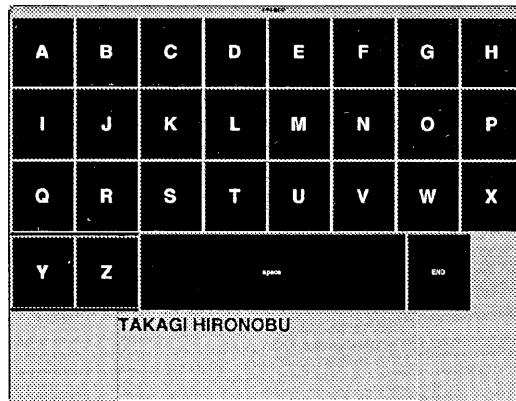 A B C D E F G H
I J K L M N O P
Q R S T U V W X
Y Z space END
TAKAGI HIRONOBU